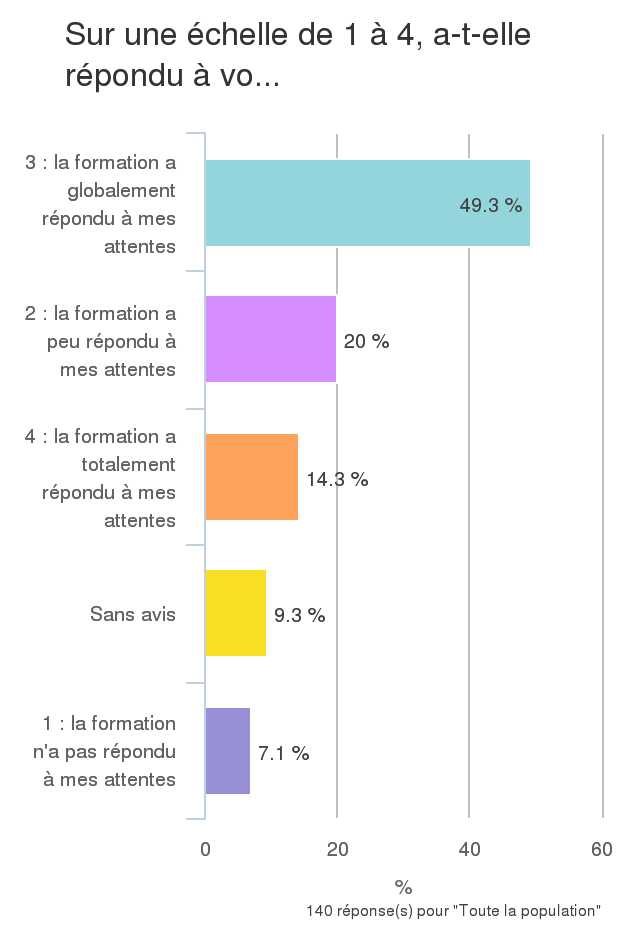 Sur une échelle de 1 à 4, a-t-elle
répondu à vo...
3 : la formation a
globalement
répondu à mes
attentes
49.3 %
2 : la formation a
peu répondu à
mes attentes
20 %
4 : la formation a
totalement
répondu à mes
attentes
14.3 %
Sans avis
9.3 %
1 : la formation
n'a pas répondu
à mes attentes
7.1 %
0 20 40 60
%
140 réponse(s) pour "Toute la population"